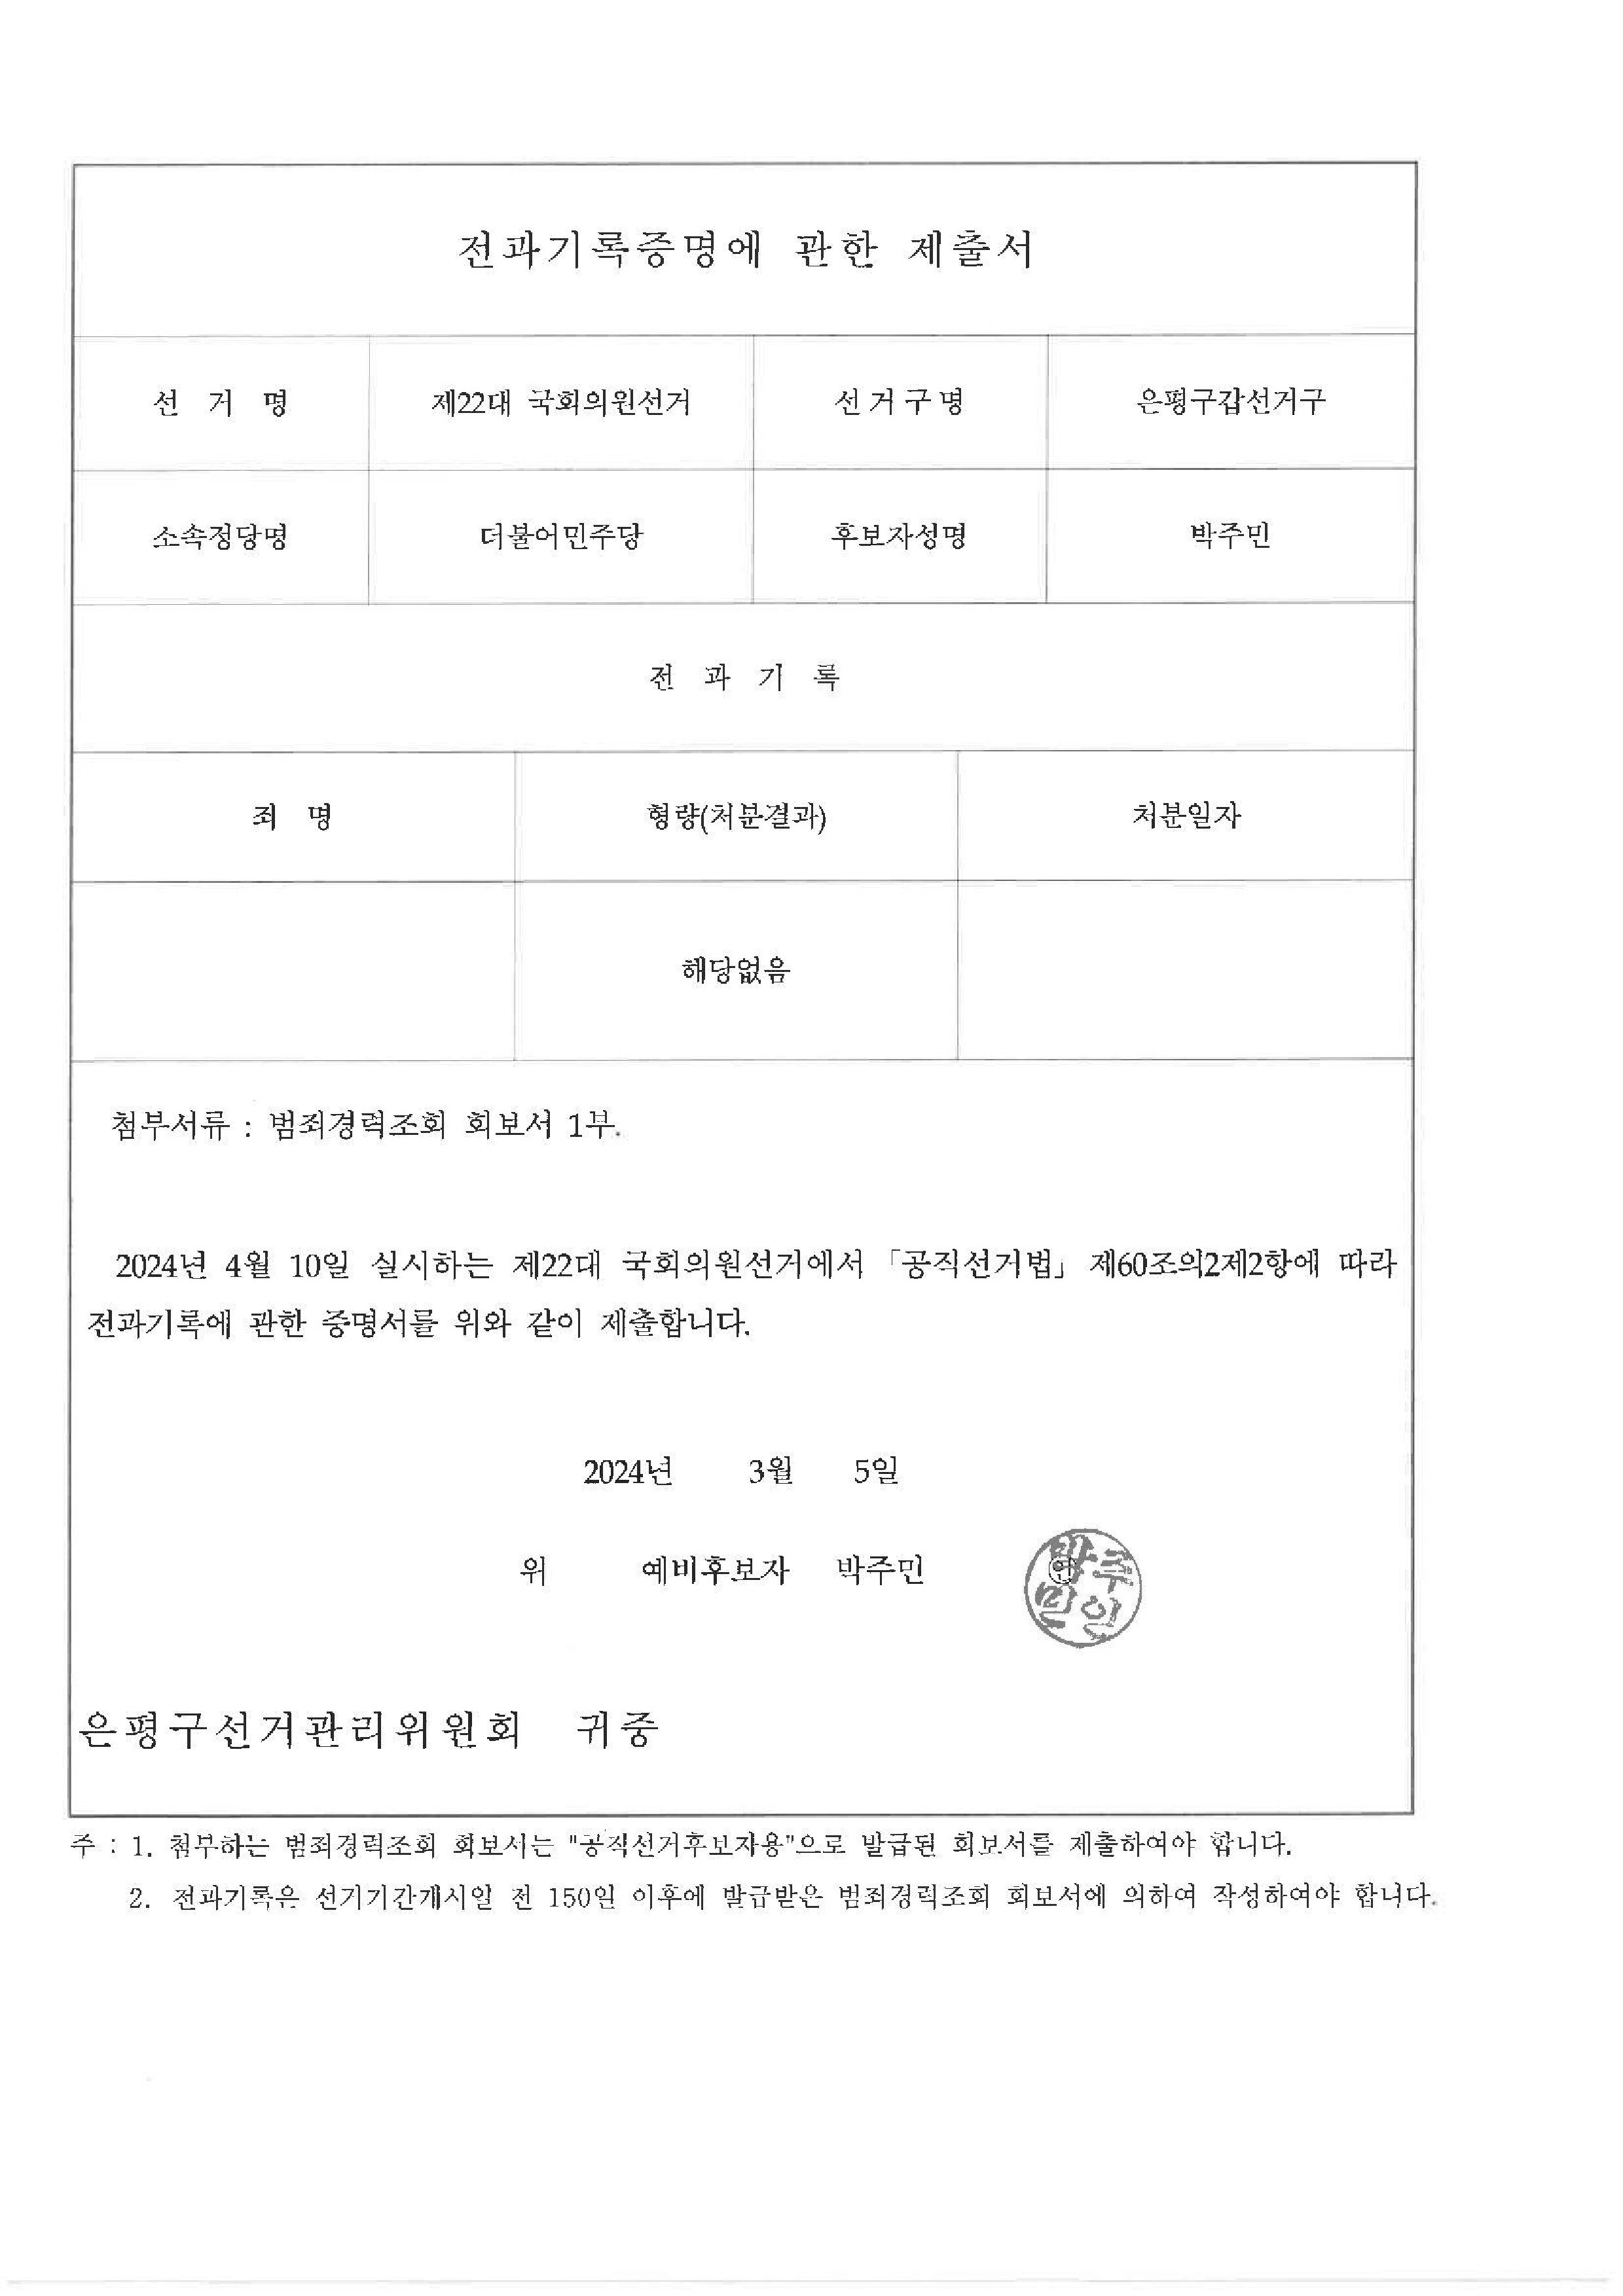 전과기록증명에 관한 제출서
선 거 명 제22대 국회의원선거 선거구명 은평구갑선거구
소속정당명 더불어민주당 후보자성명 박주민
전 과 기 록
죄 명 형량(처분결과) 처분일자
해당없음
첨부서류 : 범죄경력조회 회보서 1부.
2024년 4월 10일 실시하는 제22대 국회의원선거에서 「공직선거법」 제60조의2제2항에 따라
전과기록에 관한 증명서를 위와 같이 제출합니다.
2024년 3월 5일
위 예비후보자 박주민 ㊞
박주
민인
은평구선거관리위원회 귀중
주 : 1. 첨부하는 범죄경력조회 회보서는 "공직선거후보자용"으로 발급된 회보서를 제출하여야 합니다.
2. 전과기록은 선거기간개시일 전 150일 이후에 발급받은 범죄경력조회 회보서에 의하여 작성하여야 합니다.